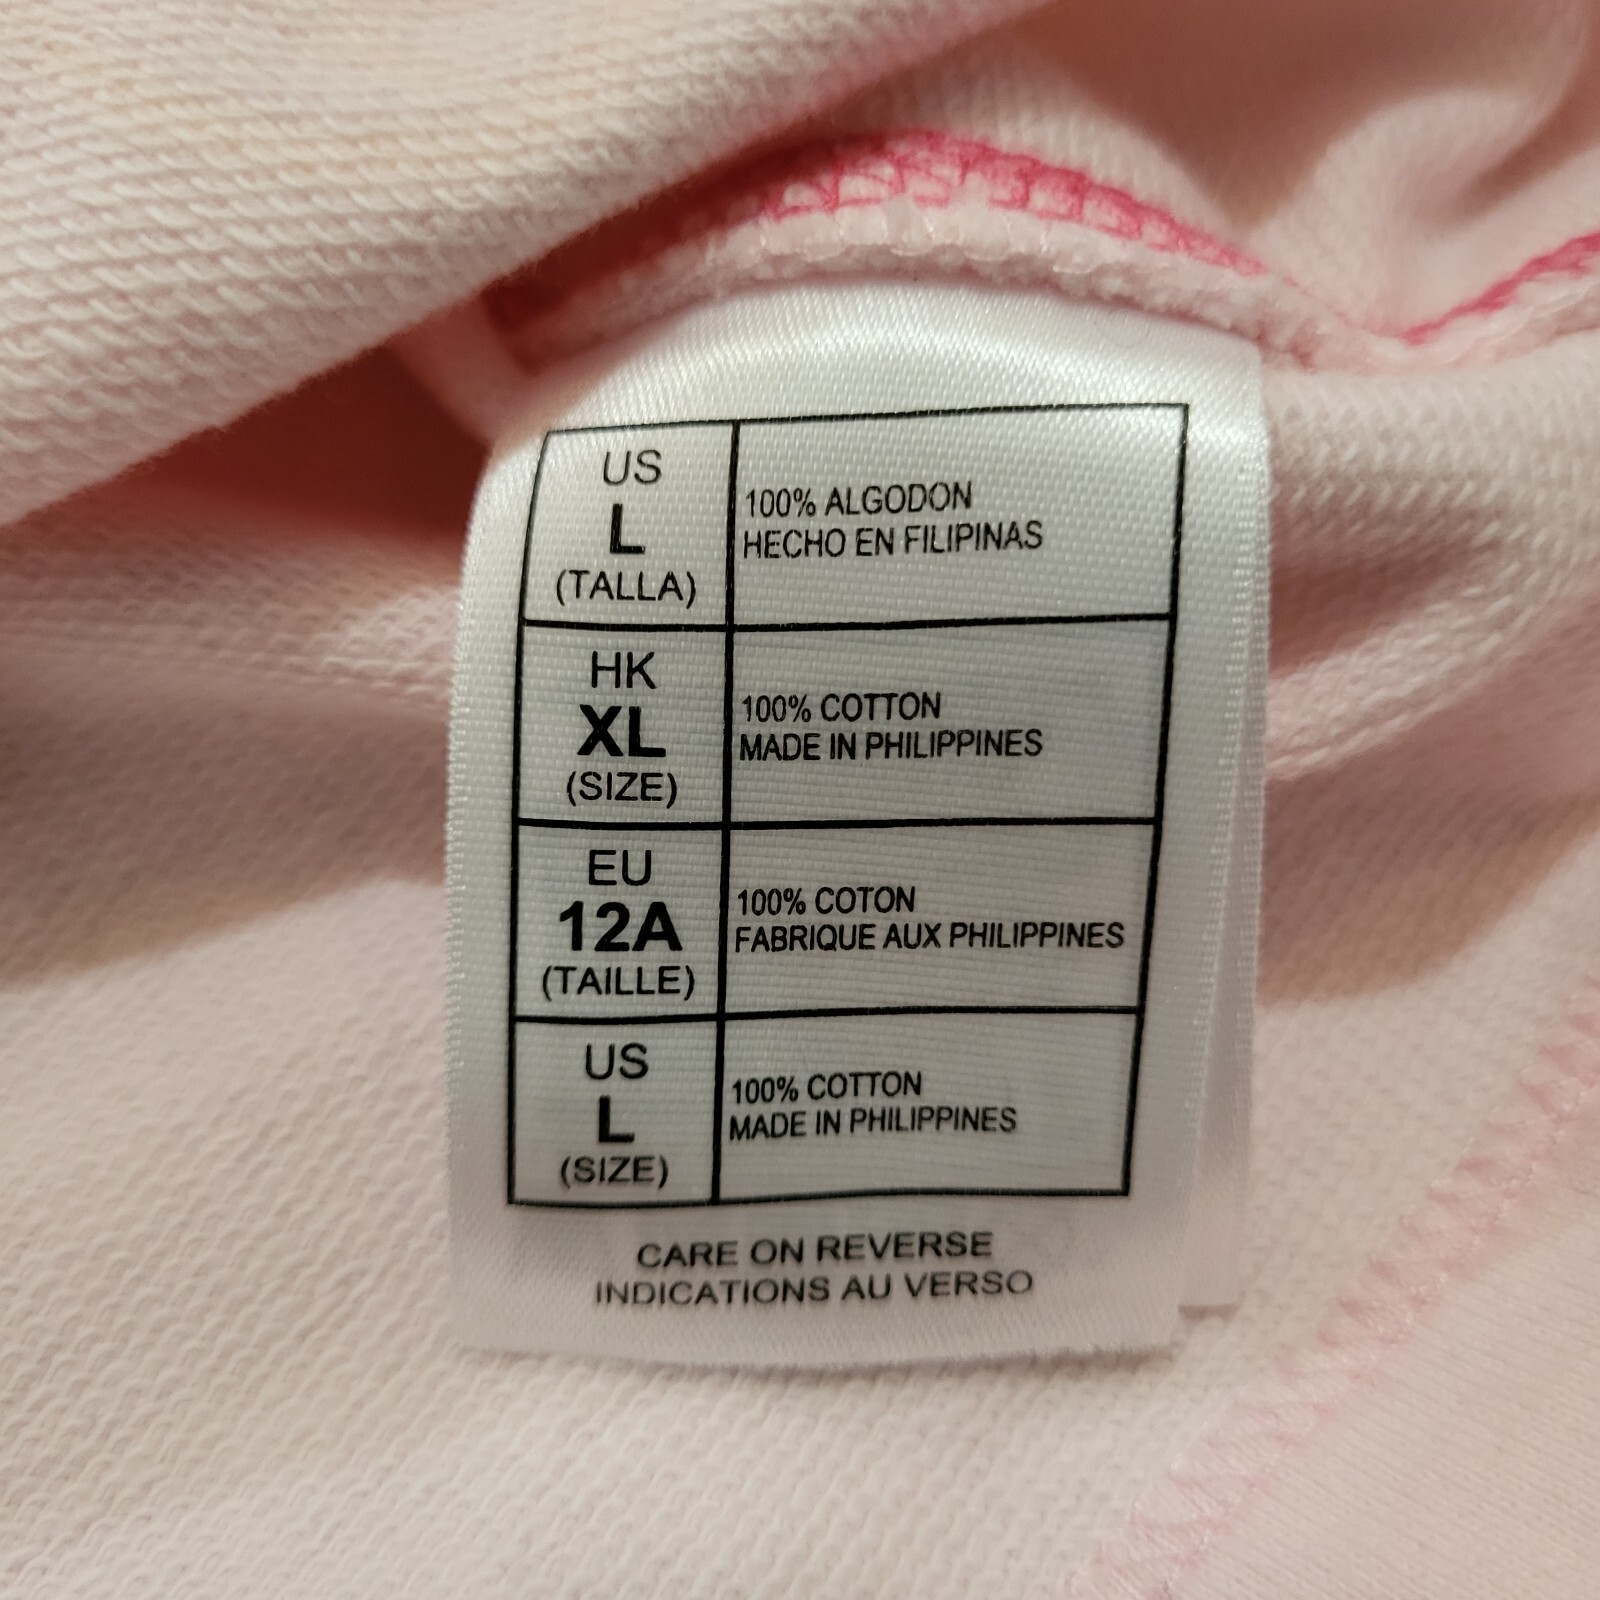 US
L
(TALLA)
100% ALGODON
HECHO EN FILIPINAS
HK
XL
(SIZE)
100% COTTON
MADE IN PHILIPPINES
EU
12A
(TAILLE)
100% COTON
FABRIQUE AUX PHILIPPINES
US
L
(SIZE)
100% COTTON
MADE IN PHILIPPINES
CARE ON REVERSE
INDICATIONS AU VERSO